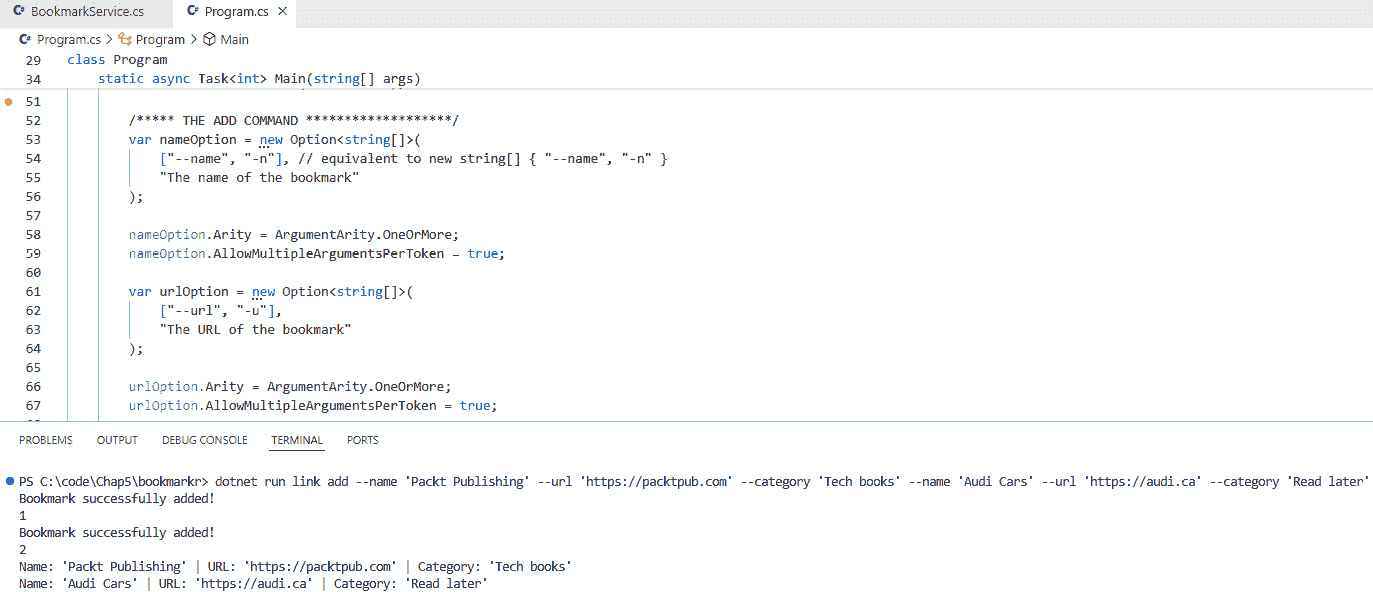 BookmarkService.cs Program.cs
Program.cs > Program > Main
29 class Program
34 static async Task<int> Main(string[] args)
51
52 /***** THE ADD COMMAND *******************/
53 var nameOption = new Option<string[]>(
54 ["--name", "-n"], // equivalent to new string[] { "--name", "-n" }
55 "The name of the bookmark"
56 );
57
58 nameOption.Arity = ArgumentArity.OneOrMore;
59 nameOption.AllowMultipleArgumentsPerToken = true;
60
61 var urlOption = new Option<string[]>(
62 ["--url", "-u"],
63 "The URL of the bookmark"
64 );
65
66 urlOption.Arity = ArgumentArity.OneOrMore;
67 urlOption.AllowMultipleArgumentsPerToken = true;
PROBLEMS OUTPUT DEBUG CONSOLE TERMINAL PORTS
PS C:\code\Chap5\bookmarkr> dotnet run link add --name 'Packt Publishing' --url 'https://packtpub.com' --category 'Tech books' --name 'Audi Cars' --url 'https://audi.ca' --category 'Read later'
Bookmark successfully added!
1
Bookmark successfully added!
2
Name: 'Packt Publishing' | URL: 'https://packtpub.com' | Category: 'Tech books'
Name: 'Audi Cars' | URL: 'https://audi.ca' | Category: 'Read later'